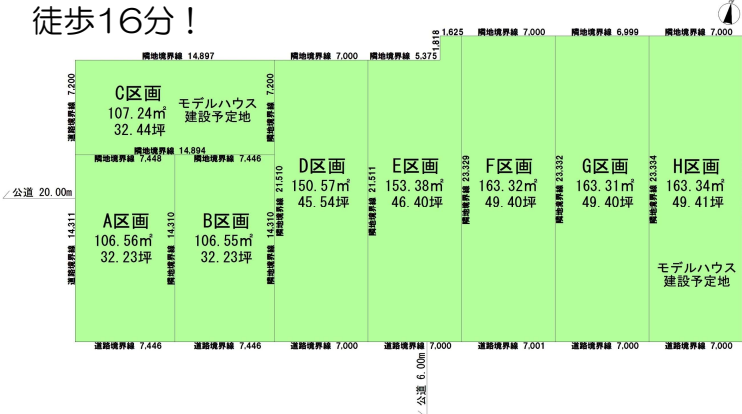 徒歩16分！
隣地境界線 14,897
隣地境界線 7.000
隣地境界線 5.375
1,818
1,625
隣地境界線 7.000
隣地境界線 6,999
隣地境界線 7.000
道路境界線 7,200
C区画
107.24㎡
32.44坪
モデルハウス
建設予定地
隣地境界線 7,200
隣地境界線 14,894
隣地境界線 7,448
隣地境界線 7,446
公道 20.00m
道路境界線 14,311
A区画
106.56㎡
32.23坪
隣地境界線 14,310
B区画
106.55㎡
32.23坪
隣地境界線 14,310
隣地境界線 21.510
D区画
150.57㎡
45.54坪
隣地境界線 21,511
E区画
153.38㎡
46.40坪
隣地境界線 23.329
F区画
163.32㎡
49.40坪
隣地境界線 23,332
G区画
163.31㎡
49.40坪
隣地境界線 23,334
H区画
163.34㎡
49.41坪
モデルハウス
建設予定地
道路境界線 7,446
道路境界線 7,446
道路境界線 7.000
道路境界線 7.000
道路境界線 7,001
道路境界線 7.000
道路境界線 7.000
公道 6.00m